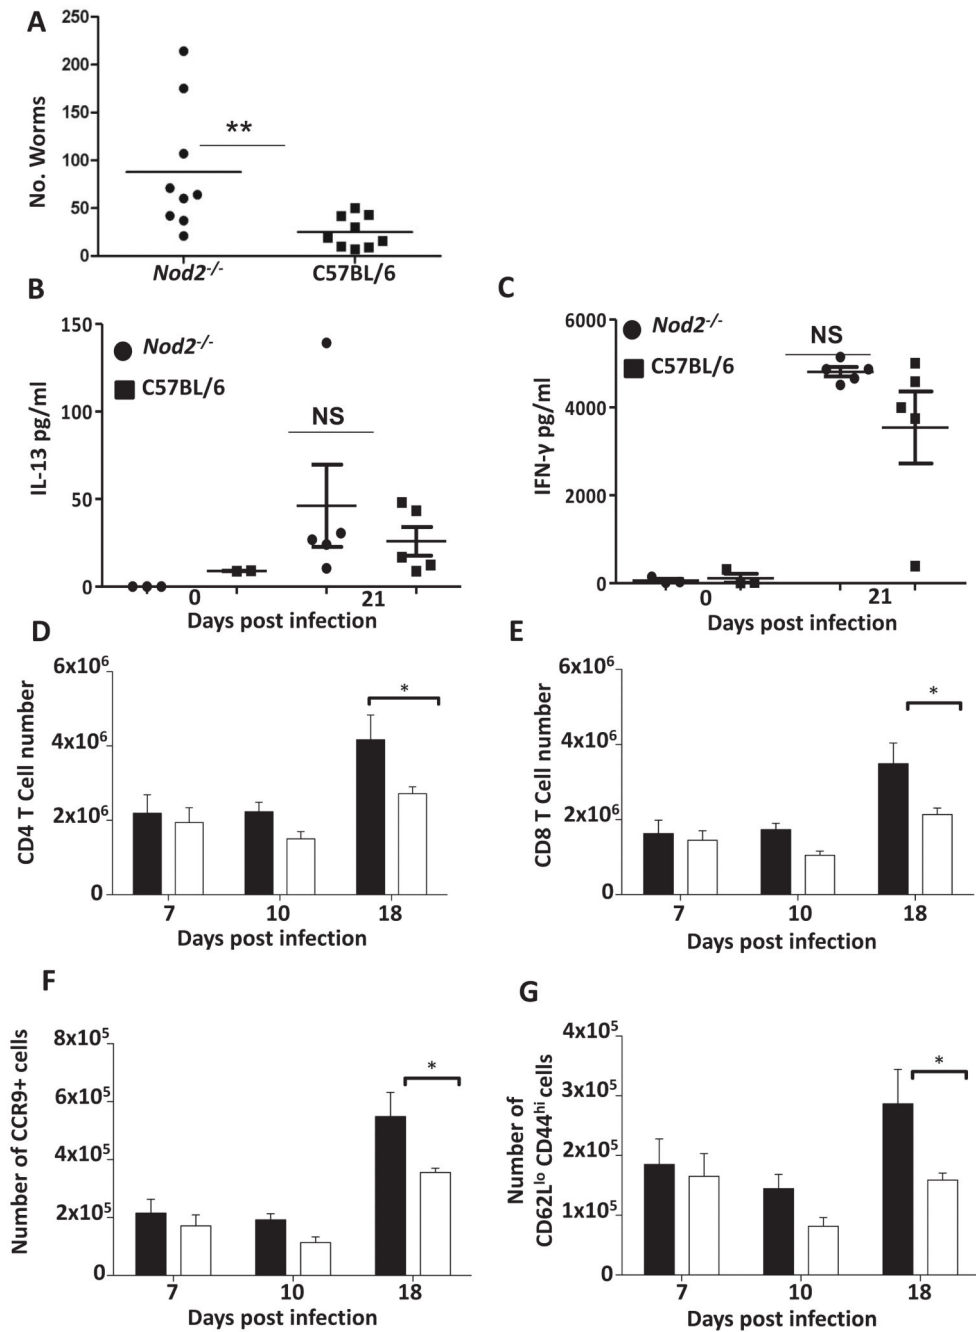 A
250
200
150
100
50
0
No. Worms
**
Nod2-/-
C57BL/6
B
150
100
50
0
IL-13 pg/ml
Nod2-/-
C57BL/6
NS
0
21
Days post infection
C
6000
4000
2000
0
IFN-γ pg/ml
Nod2-/-
C57BL/6
NS
0
21
Days post infection
D
6x10⁶
4x10⁶
2x10⁶
0
CD4 T Cell number
*
7
10
18
Days post infection
E
6x10⁶
4x10⁶
2x10⁶
0
CD8 T Cell number
*
7
10
18
Days post infection
F
8x10⁵
6x10⁵
4x10⁵
2x10⁵
0
Number of CCR9+ cells
*
7
10
18
Days post infection
G
4x10⁵
3x10⁵
2x10⁵
1x10⁵
0
Number of
CD62Llo CD44hi cells
*
7
10
18
Days post infection